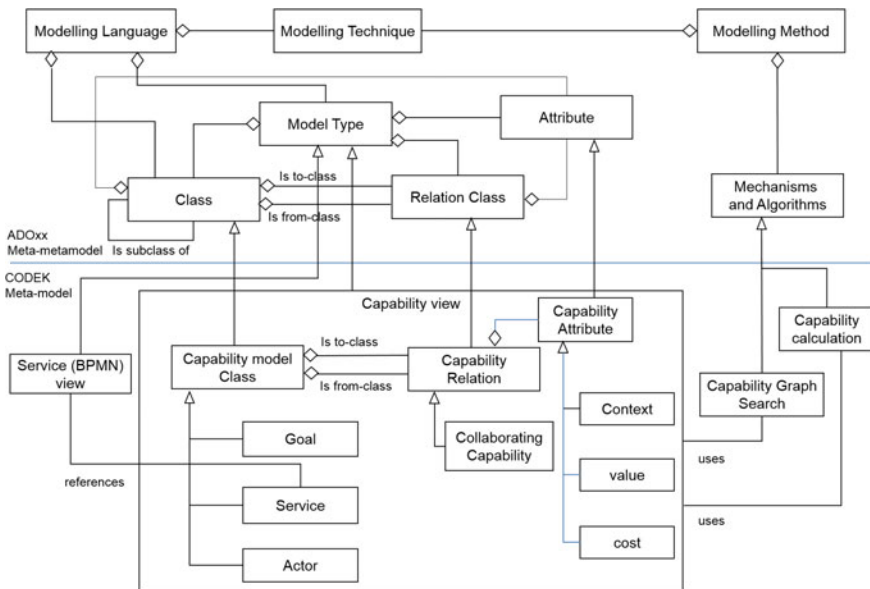 Modelling Language
Modelling Technique
Modelling Method
Model Type
Attribute
Is to-class
Class
Relation Class
Is from-class
Mechanisms
and Algorithms
ADOxx
Meta-metamodel
Is subclass of
CODEK
Meta-model
Capability view
Capability
Attribute
Capability
calculation
Is to-class
Service (BPMN)
view
Capability model
Class
Capability
Relation
Is from-class
Capability Graph
Search
Context
Goal
Collaborating
Capability
uses
references
value
Service
uses
cost
Actor